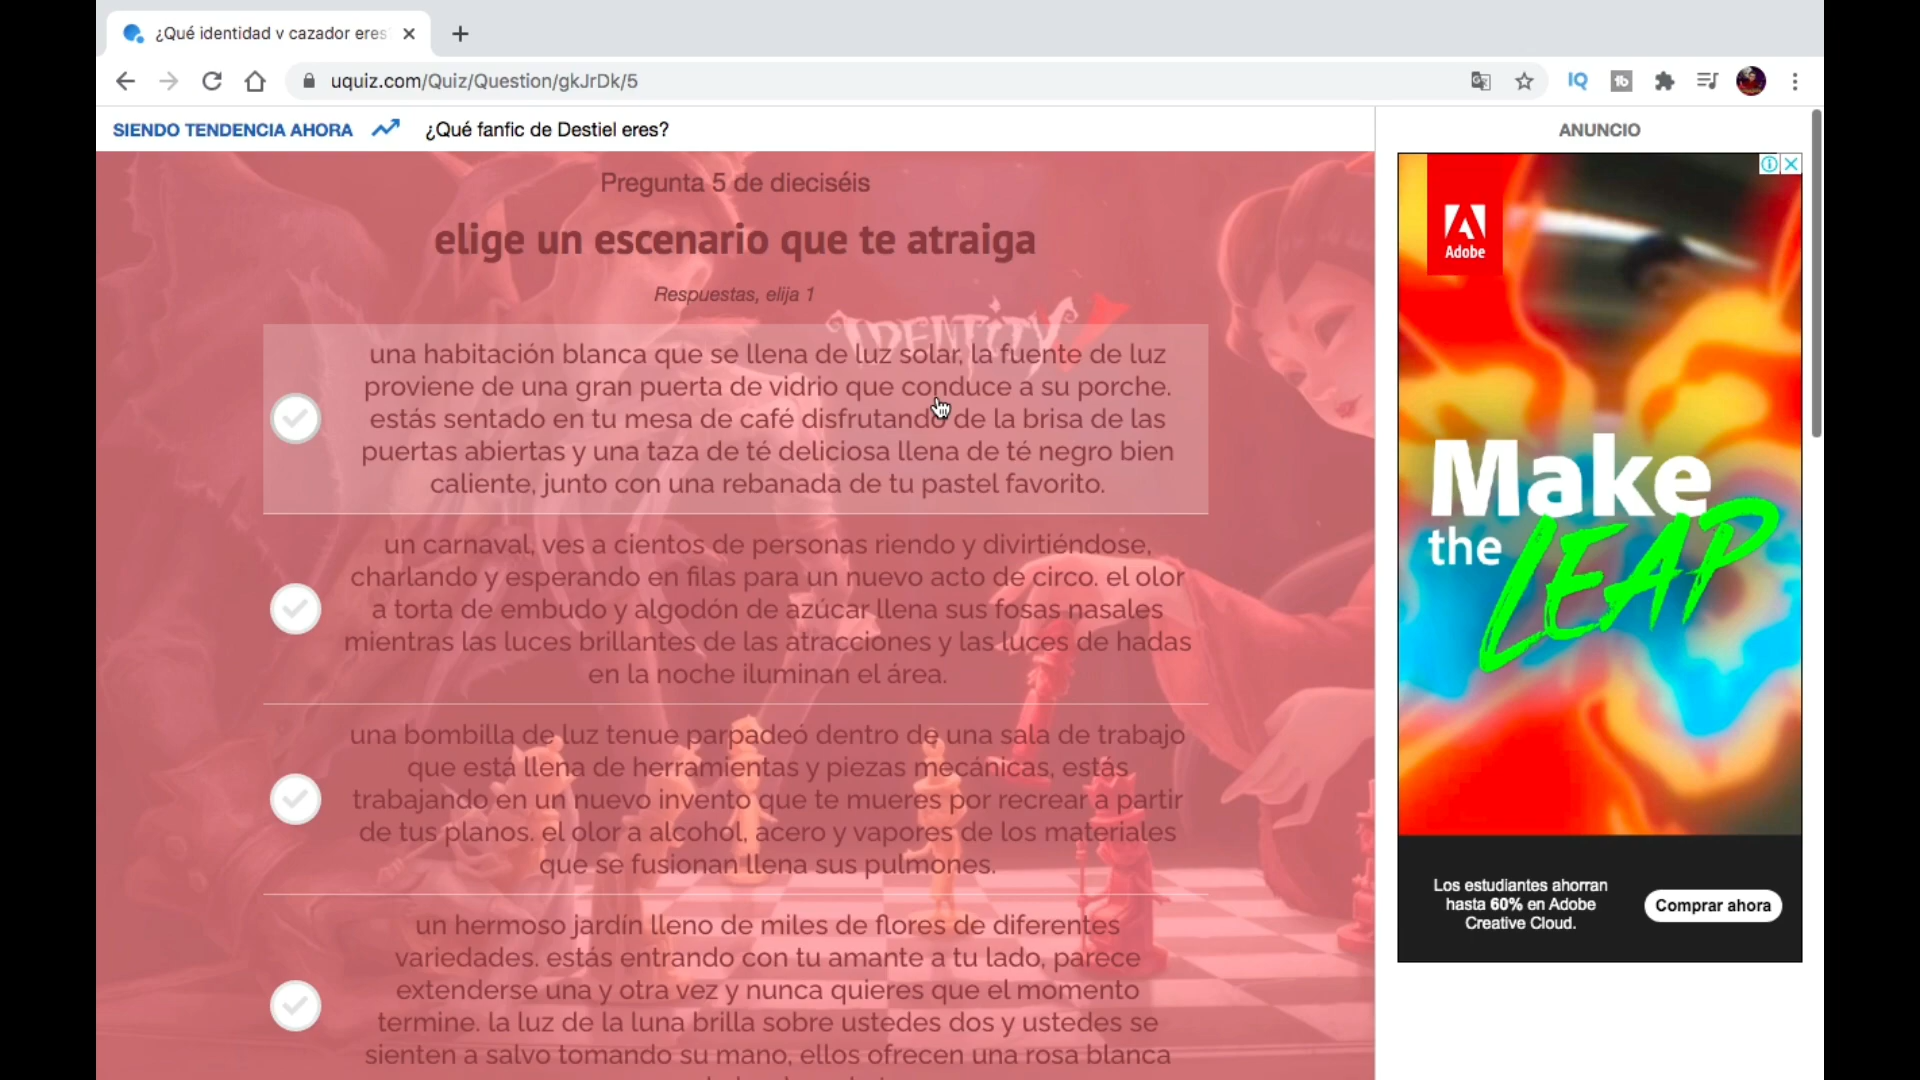 ¿Qué identidad v cazador eres
uquiz.com/Quiz/Question/gkJrDk/5
IQ
SIENDO TENDENCIA AHORA
¿Qué fanfic de Destiel eres?
Pregunta 5 de dieciséis
elige un escenario que te atraiga
Respuestas, elija 1
IDENTITY V
una habitación blanca que se llena de luz solar, la fuente de luz
proviene de una gran puerta de vidrio que conduce a su porche.
estás sentado en tu mesa de café disfrutando de la brisa de las
puertas abiertas y una taza de té deliciosa llena de té negro bien
caliente, junto con una rebanada de tu pastel favorito.
un carnaval, ves a cientos de personas riendo y divirtiéndose,
charlando y esperando en filas para un nuevo acto de circo. el olor
a torta de embudo y algodón de azúcar llena sus fosas nasales
mientras las luces brillantes de las atracciones y las luces de hadas
en la noche iluminan el área.
una bombilla de luz tenue parpadeó dentro de una sala de trabajo
que está llena de herramientas y piezas mecánicas, estás
trabajando en un nuevo invento que te mueres por recrear a partir
de tus planos. el olor a alcohol, acero y vapores de los materiales
que se fusionan llena sus pulmones.
un hermoso jardín lleno de miles de flores de diferentes
variedades. estás entrando con tu amante a tu lado, parece
extenderse una y otra vez y nunca quieres que el momento
termine. la luz de la luna brilla sobre ustedes dos y ustedes se
sienten a salvo tomando su mano, ellos ofrecen una rosa blanca
ANUNCIO
Adobe
Make
the LEAP
Los estudiantes ahorran
hasta 60% en Adobe
Creative Cloud.
Comprar ahora